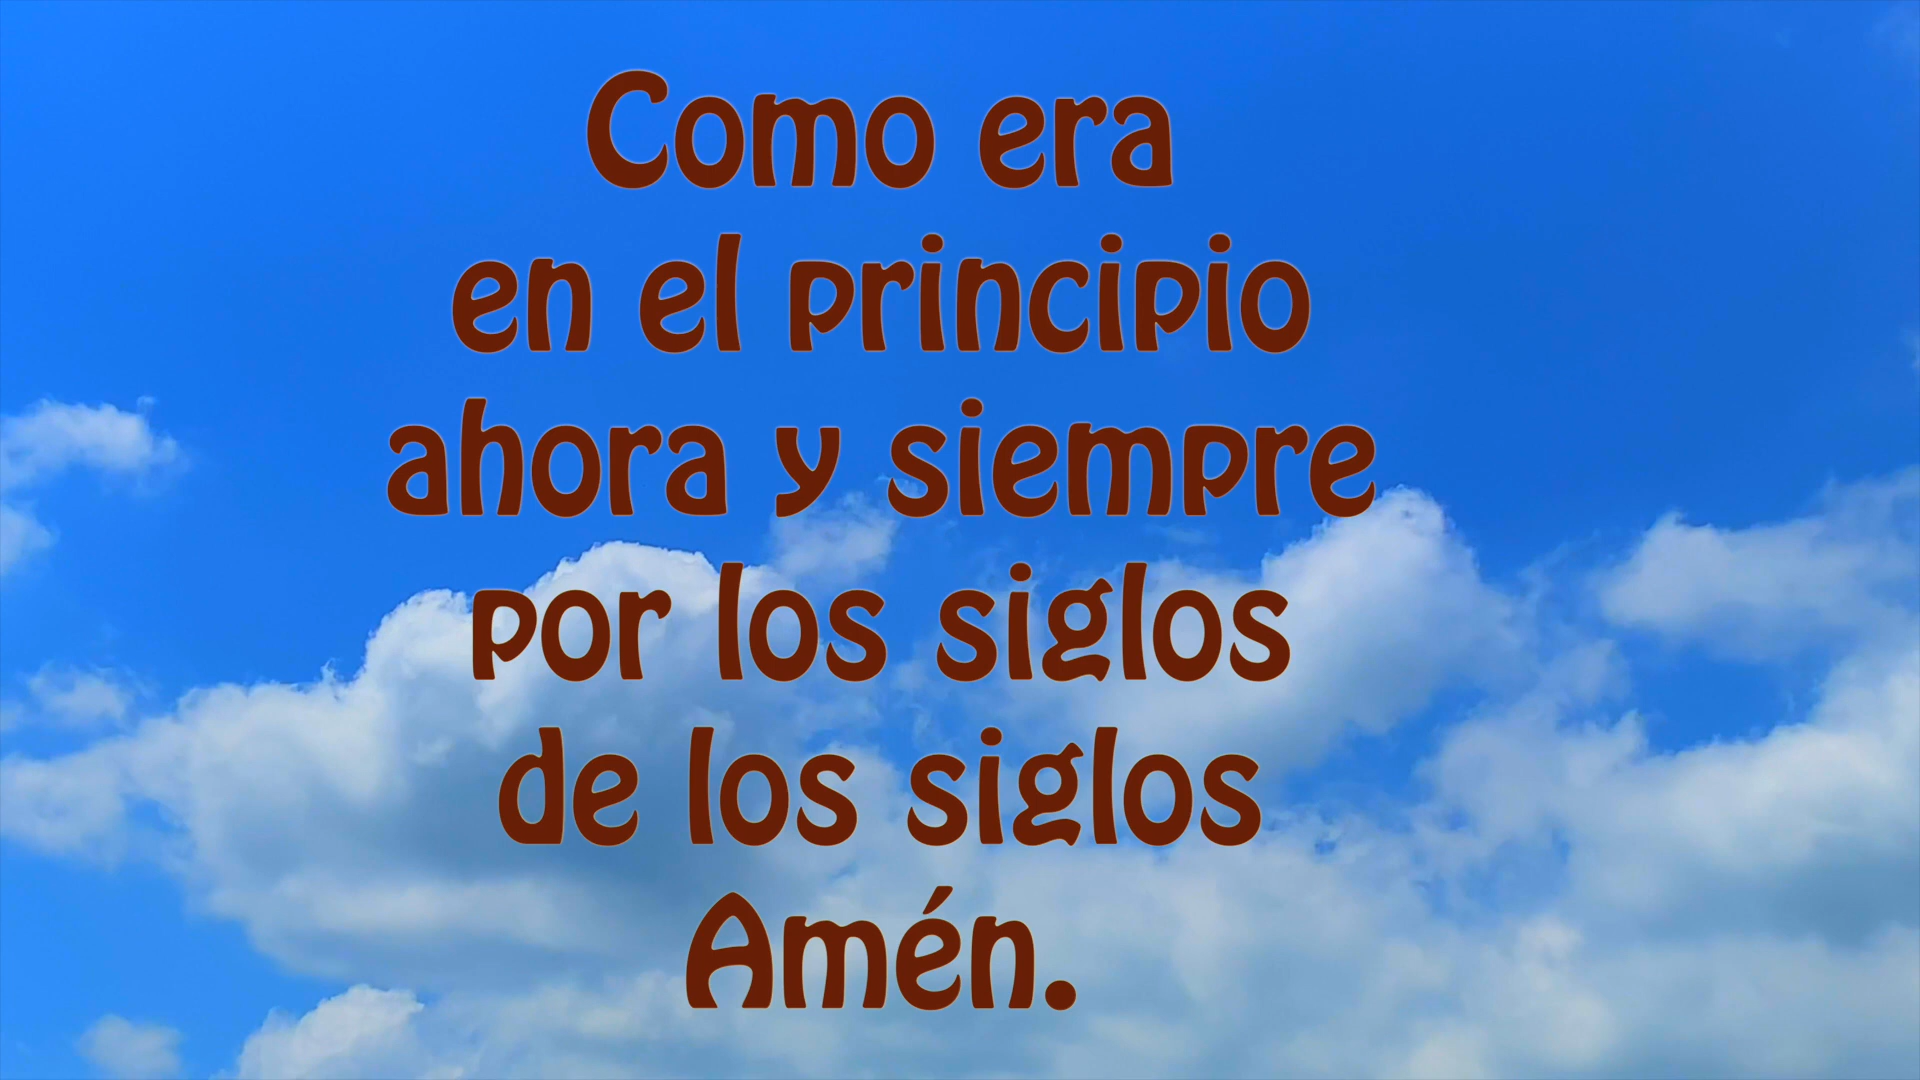 Como era
en el principio
ahora y siempre
por los siglos
de los siglos
Amén.